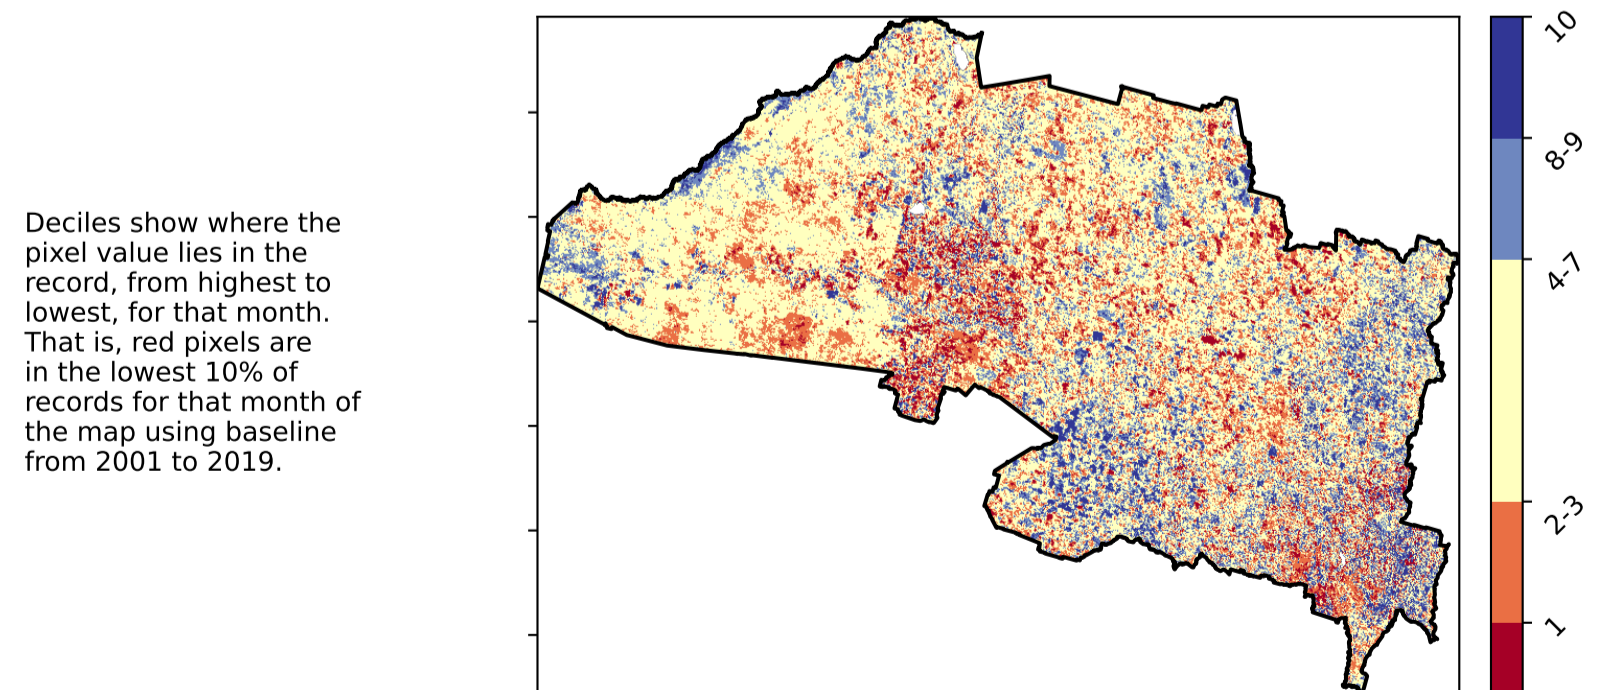 Deciles show where the
pixel value lies in the
record, from highest to
lowest, for that month.
That is, red pixels are
in the lowest 10% of
records for that month of
the map using baseline
from 2001 to 2019.
10
8-9
4-7
2-3
1